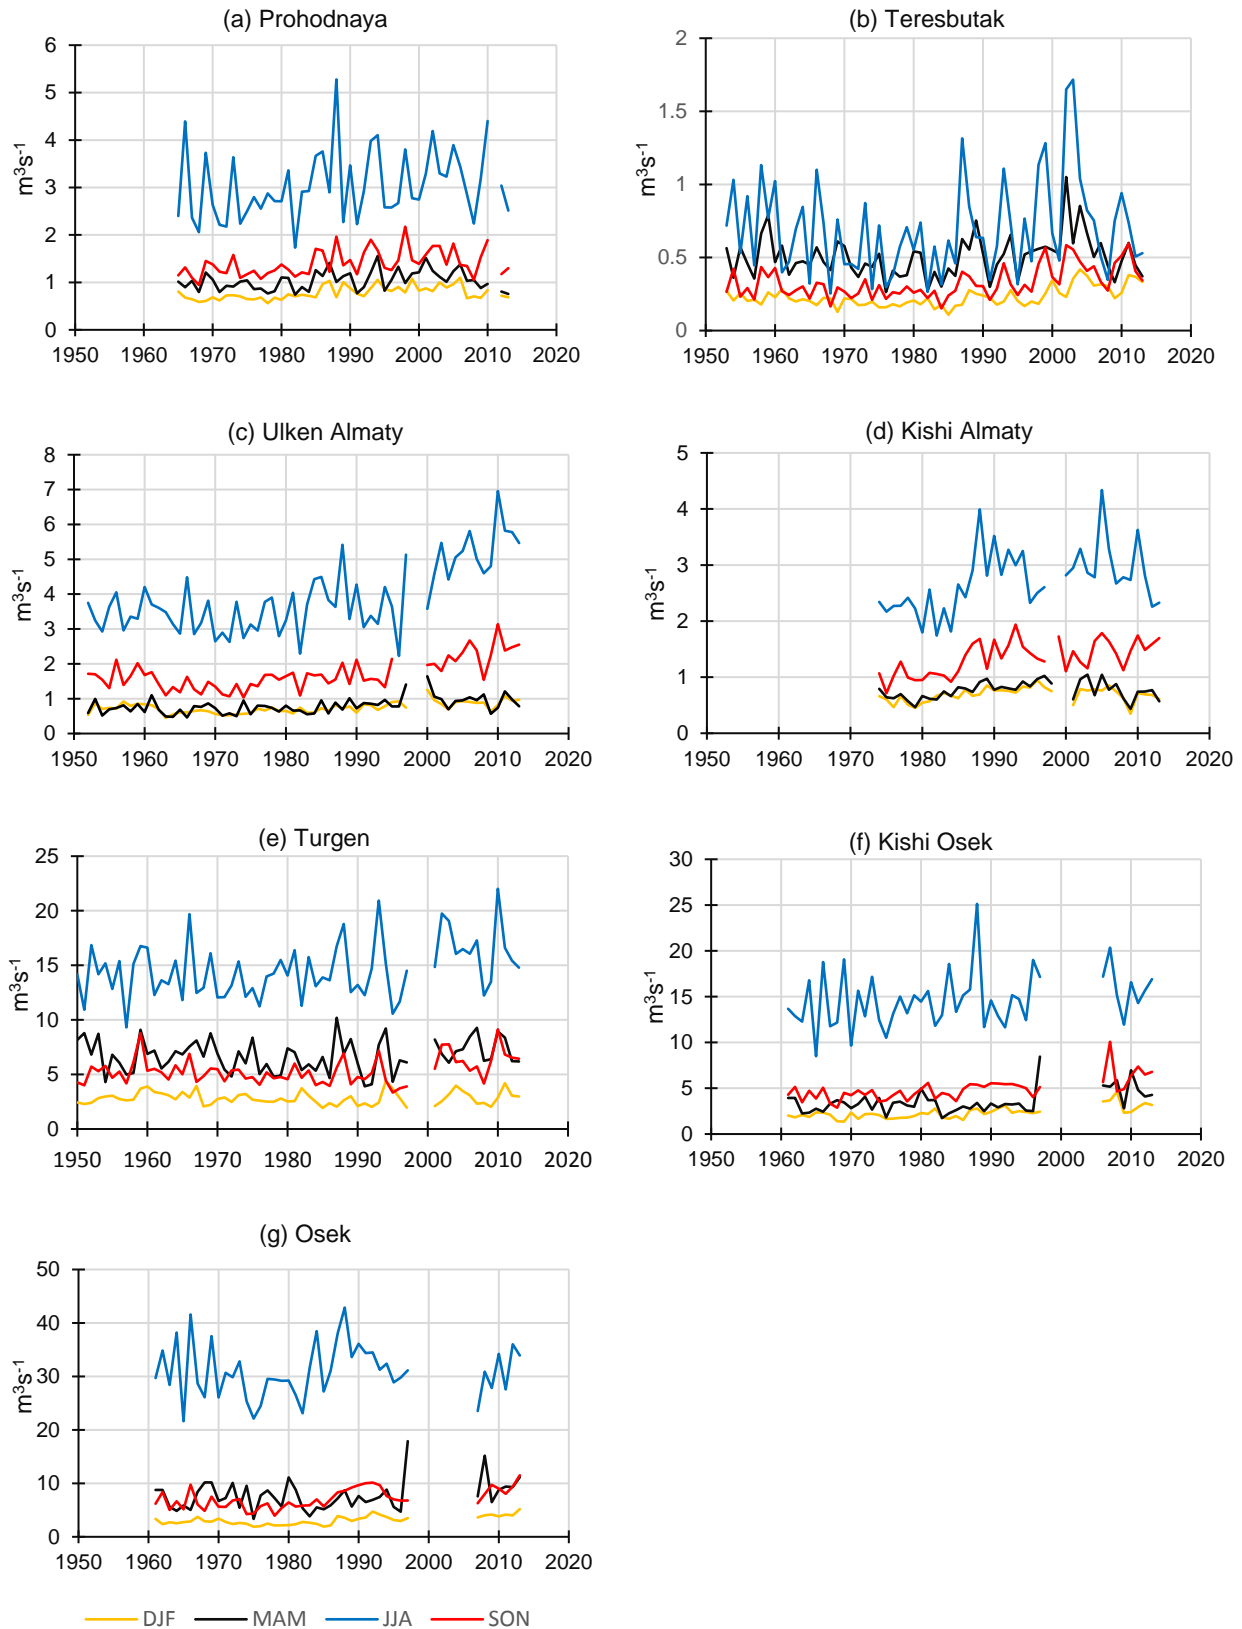 (a) Prohodnaya
6
5
4
3
2
1
0
m³s⁻¹
1950 1960 1970 1980 1990 2000 2010 2020
(b) Teresbutak
2
1.5
1
0.5
0
m³s⁻¹
1950 1960 1970 1980 1990 2000 2010 2020
(c) Ulken Almaty
8
7
6
5
4
3
2
1
0
m³s⁻¹
1950 1960 1970 1980 1990 2000 2010 2020
(d) Kishi Almaty
5
4
3
2
1
0
m³s⁻¹
1950 1960 1970 1980 1990 2000 2010 2020
(e) Turgen
25
20
15
10
5
0
m³s⁻¹
1950 1960 1970 1980 1990 2000 2010 2020
(f) Kishi Osek
30
25
20
15
10
5
0
m³s⁻¹
1950 1960 1970 1980 1990 2000 2010 2020
(g) Osek
50
40
30
20
10
0
m³s⁻¹
1950 1960 1970 1980 1990 2000 2010 2020
DJF MAM JJA SON